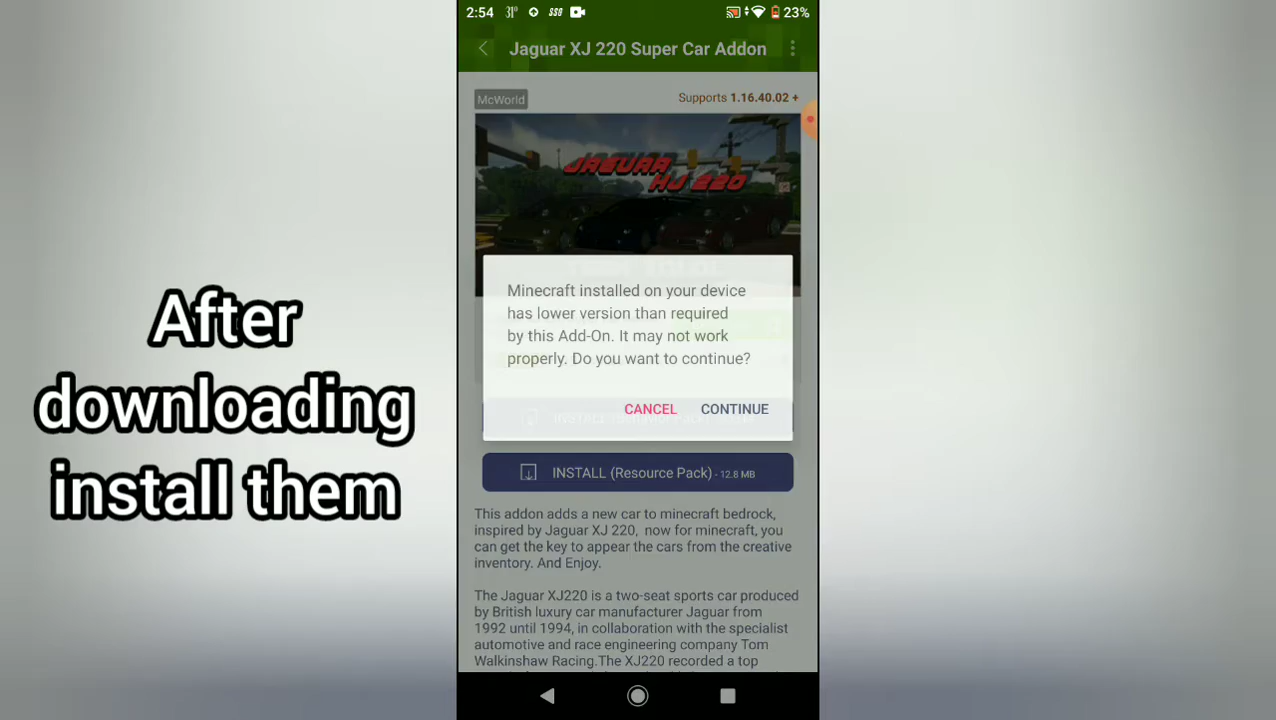 2:54 31° SSG 23%
Jaguar XJ 220 Super Car Addon
McWorld Supports 1.16.40.02 +
JAGUAR
XJ 220
After
downloading
install them
Minecraft installed on your device
has lower version than required
by this Add-On. It may not work
properly. Do you want to continue?
CANCEL CONTINUE
INSTALL (Resource Pack) - 12.8 MB
This addon adds a new car to minecraft bedrock,
inspired by Jaguar XJ 220, now for minecraft, you
can get the key to appear the cars from the creative
inventory. And Enjoy.
The Jaguar XJ220 is a two-seat sports car produced
by British luxury car manufacturer Jaguar from
1992 until 1994, in collaboration with the specialist
automotive and race engineering company Tom
Walkinshaw Racing.The XJ220 recorded a top